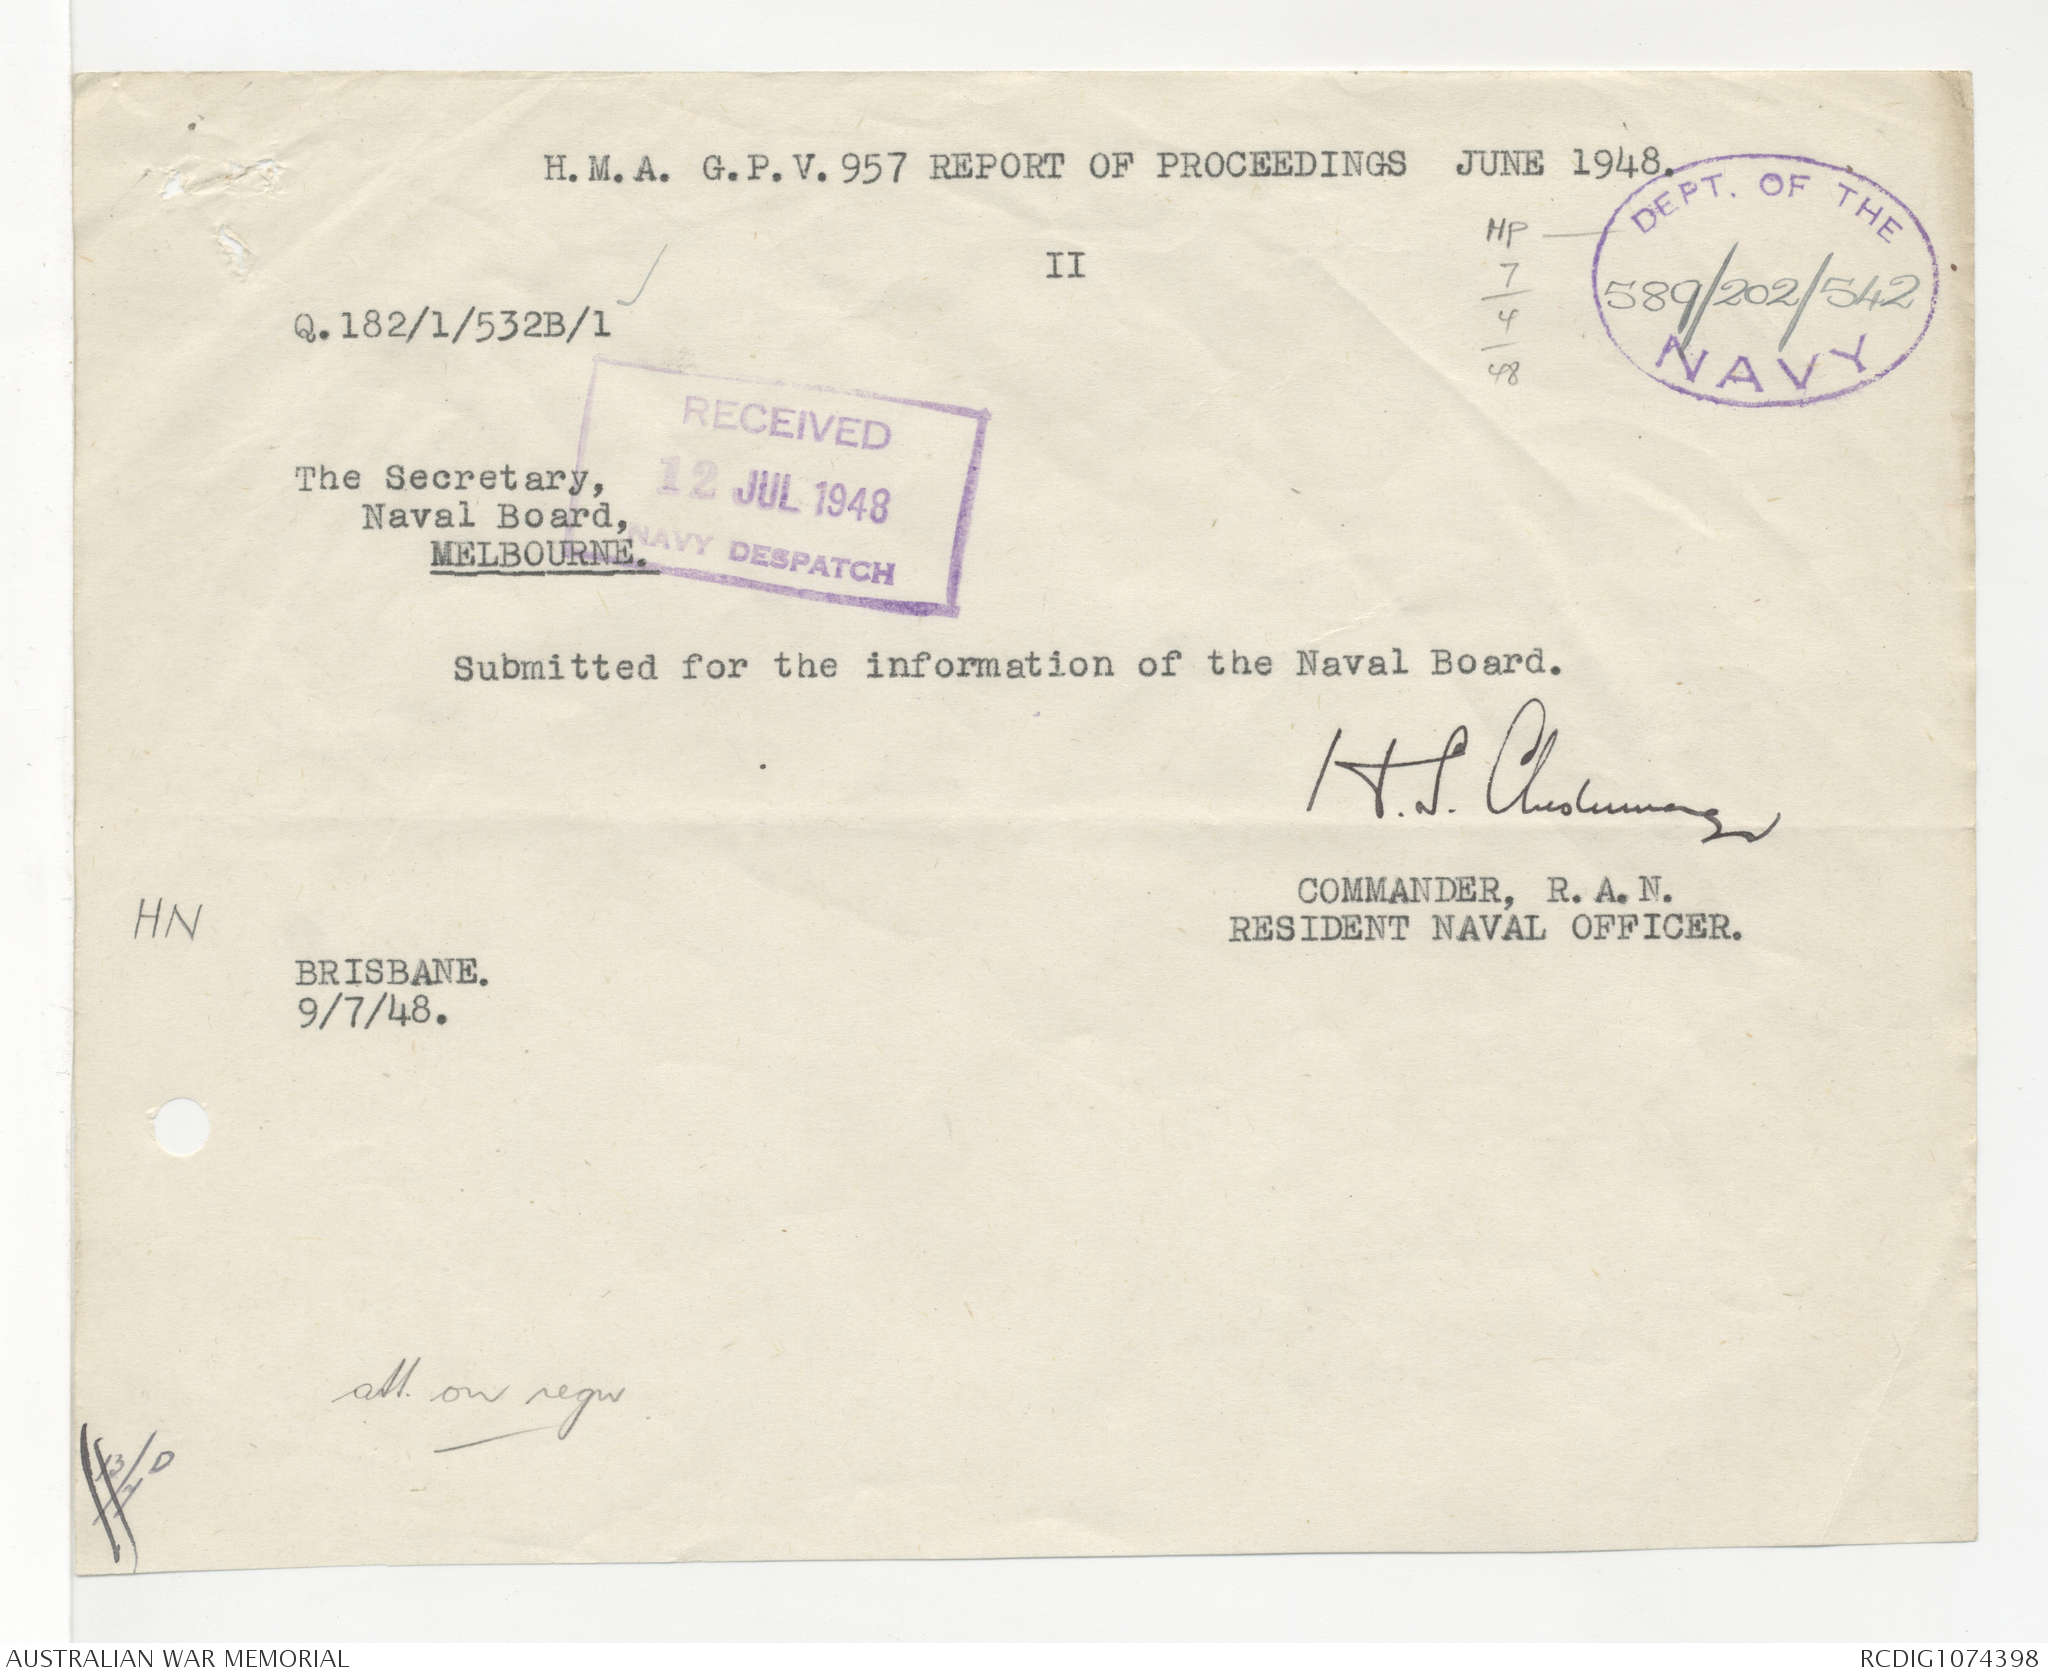 H.M.A. G.P.V.957 REPORT OF PROCEEDINGS JUNE 1948.
DEPT. OF THE
589/202/542
NAVY
HP
7
4
48
II
Q.182/1/532B/1
RECEIVED
12 JUL 1948
NAVY DESPATCH
The Secretary,
Naval Board,
MELBOURNE.
Submitted for the information of the Naval Board.
H.S. 
COMMANDER, R.A.N.
RESIDENT NAVAL OFFICER.
HN
BRISBANE.
9/7/48.
att. on
AUSTRALIAN WAR MEMORIAL
RCDIG1074398